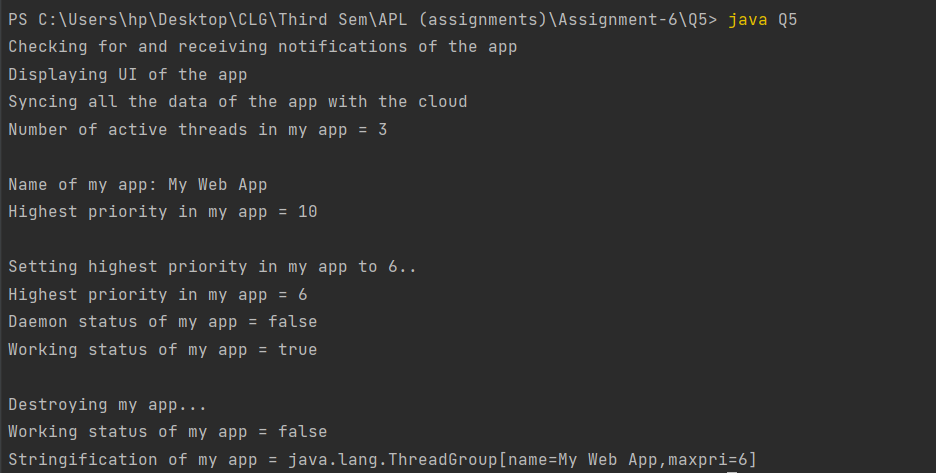 PS C:\Users\hp\Desktop\CLG\Third Sem\APL (assignments)\Assignment-6\Q5> java Q5
Checking for and receiving notifications of the app
Displaying UI of the app
Syncing all the data of the app with the cloud
Number of active threads in my app = 3
Name of my app: My Web App
Highest priority in my app = 10
Setting highest priority in my app to 6..
Highest priority in my app = 6
Daemon status of my app = false
Working status of my app = true
Destroying my app...
Working status of my app = false
Stringification of my app = java.lang.ThreadGroup[name=My Web App,maxpri=6]